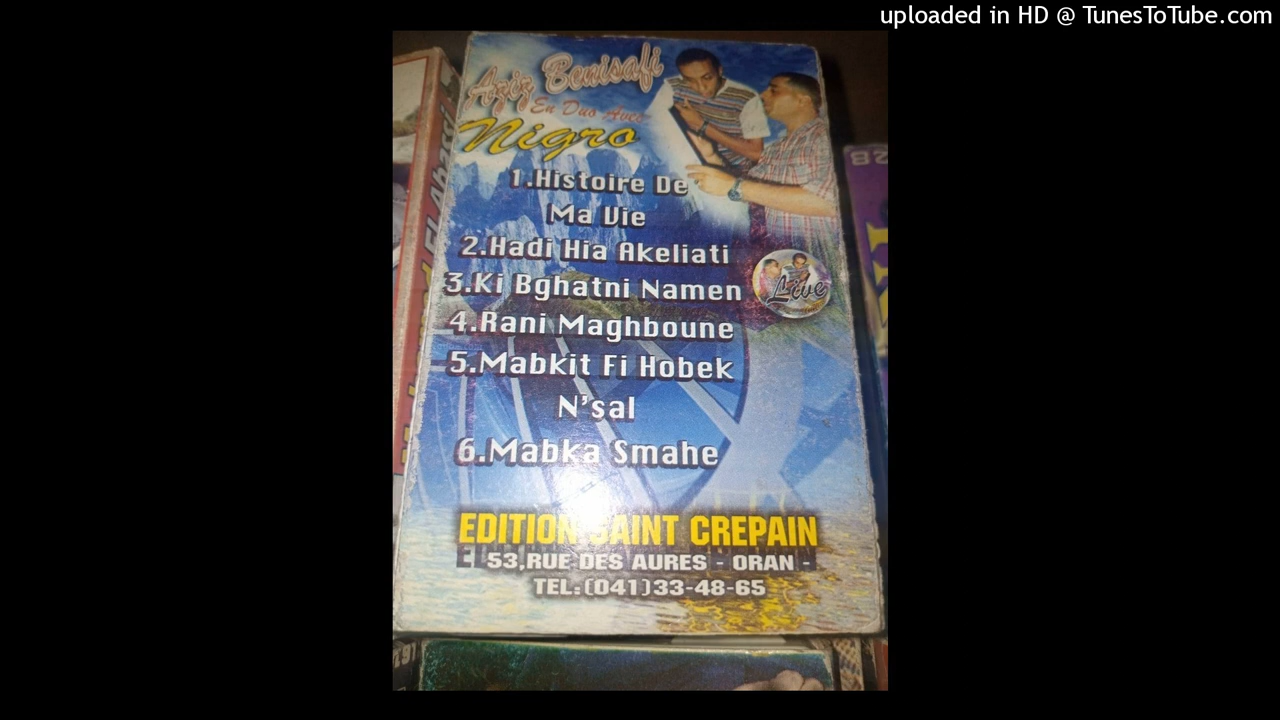 uploaded in HD @ TunesToTube.com
Aziz Benisafi
En Duo Avec
Nigro
1.Histoire De
Ma Vie
2.Hadi Hia Akeliati
3.Ki Bghatni Namen
4.Rani Maghboune
5.Mabkit Fi Hobek
N'sal
6.Mabka Smahe
Live
EDITION SAINT CREPAIN
53,RUE DES AURES - ORAN -
TEL:(041)33-48-65
28